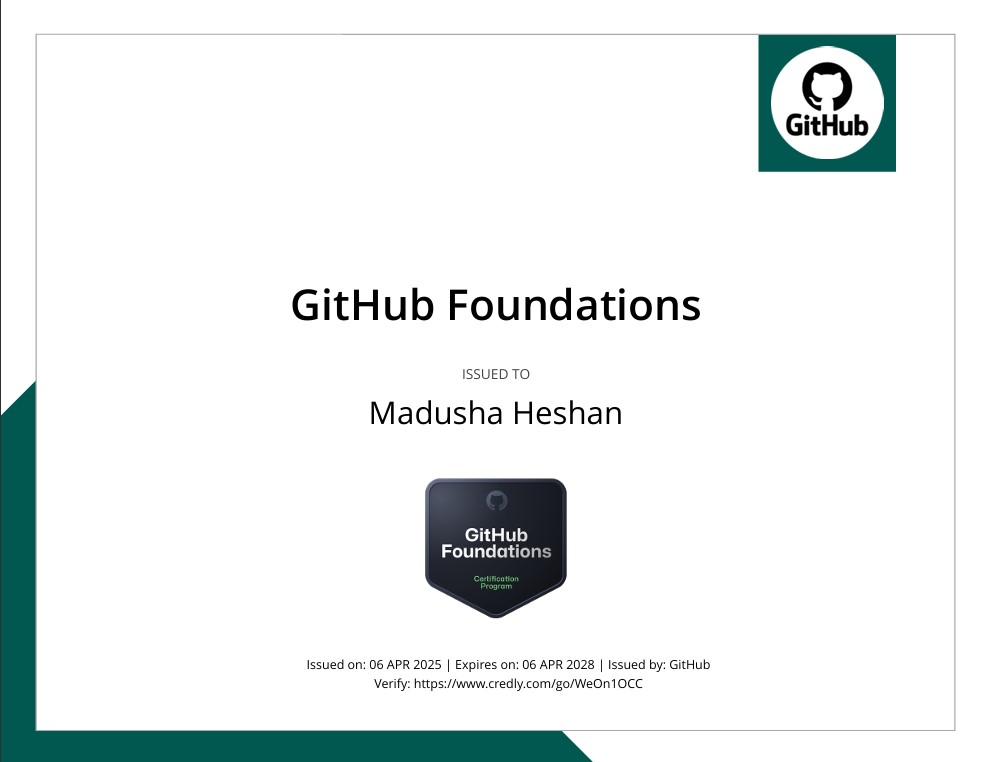 GitHub
GitHub Foundations
ISSUED TO
Madusha Heshan
GitHub
Foundations
Certification
Program
Issued on: 06 APR 2025 | Expires on: 06 APR 2028 | Issued by: GitHub
Verify: https://www.credly.com/go/WeOn1OCC